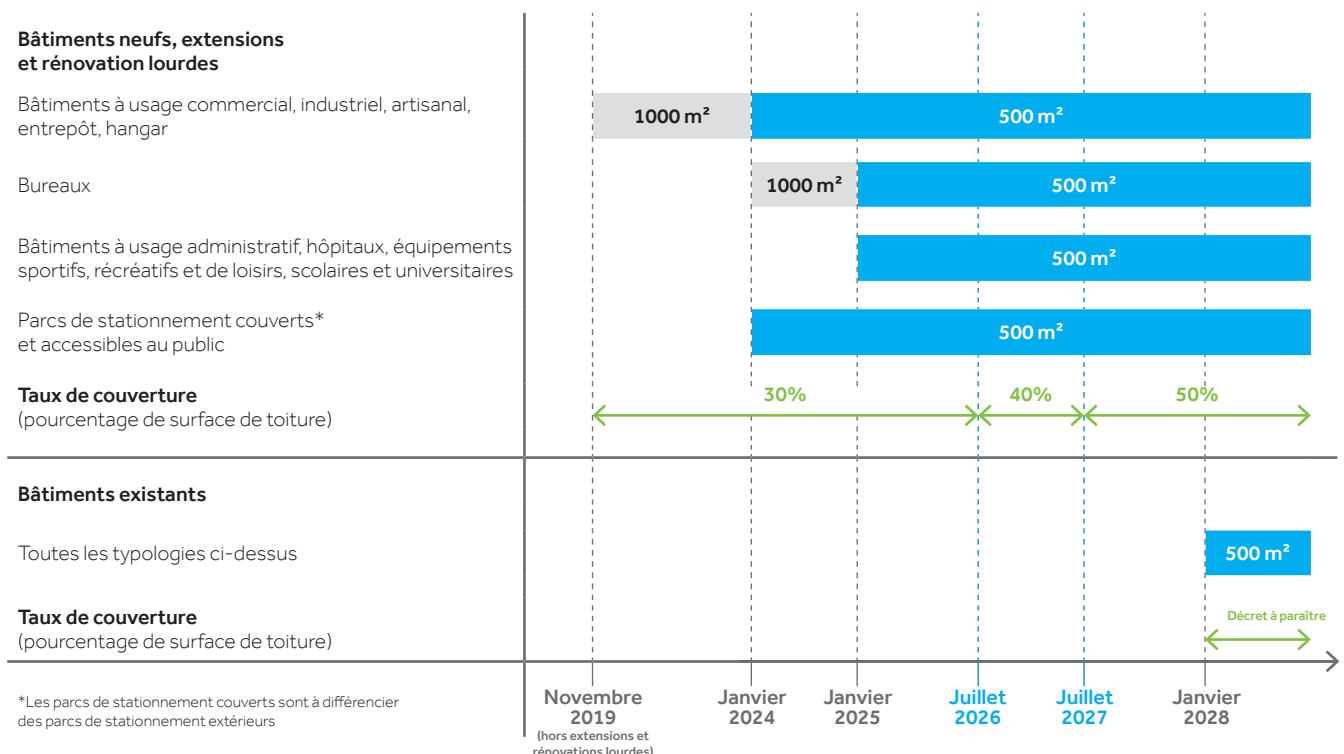 Bâtiments neufs, extensions
et rénovation lourdes
Bâtiments à usage commercial, industriel, artisanal,
entrepôt, hangar
1000 m²
500 m²
Bureaux
1000 m²
500 m²
Bâtiments à usage administratif, hôpitaux, équipements
sportifs, récréatifs et de loisirs, scolaires et universitaires
500 m²
Parcs de stationnement couverts*
et accessibles au public
500 m²
Taux de couverture
(pourcentage de surface de toiture)
30%
40%
50%
Bâtiments existants
Toutes les typologies ci-dessus
500 m²
Taux de couverture
(pourcentage de surface de toiture)
Décret à paraître
*Les parcs de stationnement couverts sont à différencier
des parcs de stationnement extérieurs
Novembre
2019
(hors extensions et
rénovations lourdes)
Janvier
2024
Janvier
2025
Juillet
2026
Juillet
2027
Janvier
2028